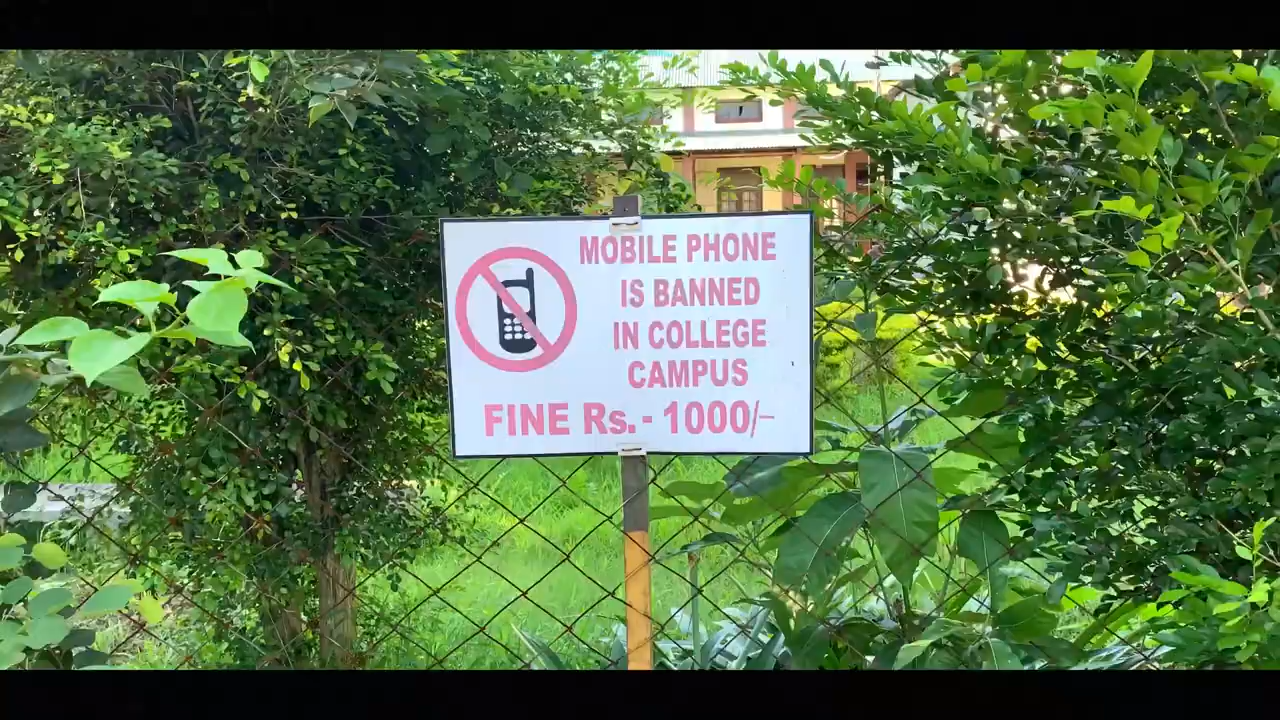 MOBILE PHONE
IS BANNED
IN COLLEGE
CAMPUS
FINE Rs. - 1000/-